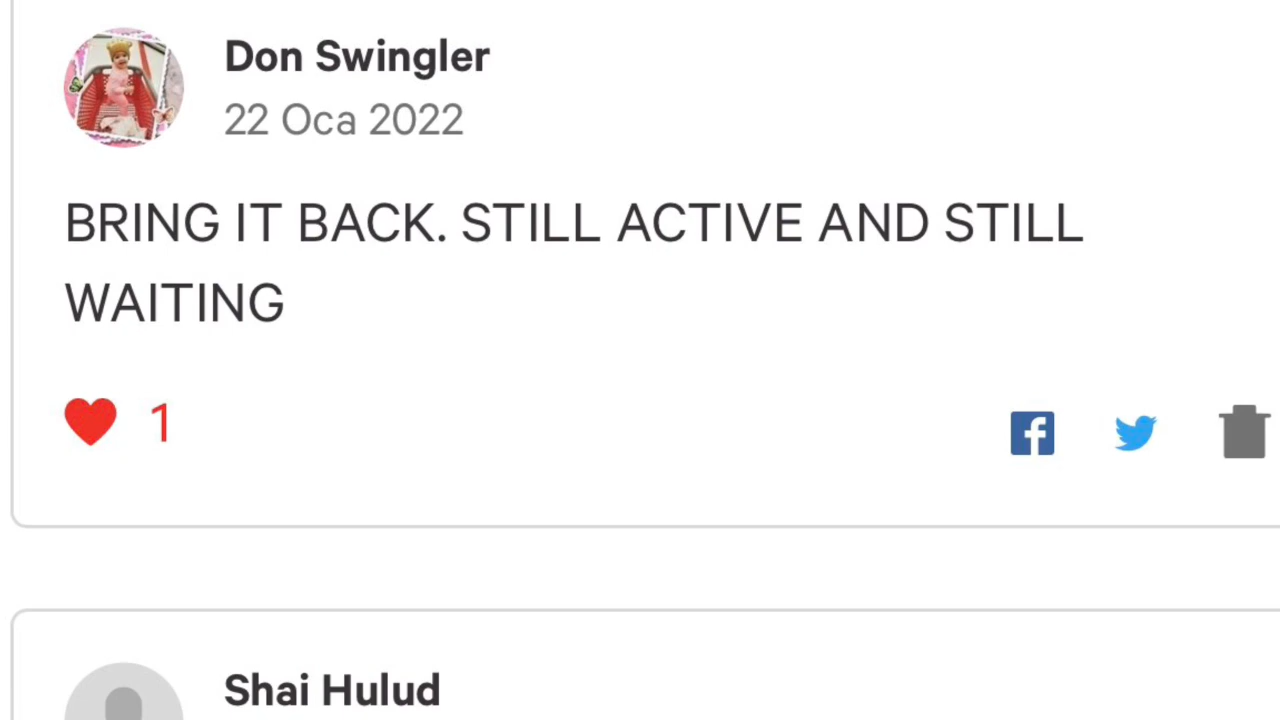 Don Swingler
22 Oca 2022
BRING IT BACK. STILL ACTIVE AND STILL
WAITING
1
Shai Hulud